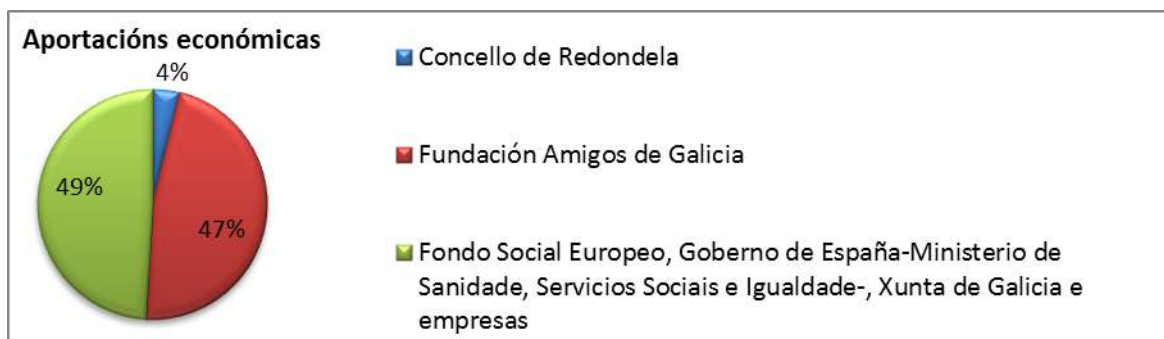 Aportacións económicas
4%
49%
47%
Concello de Redondela
Fundación Amigos de Galicia
Fondo Social Europeo, Goberno de España-Ministerio de
Sanidade, Servicios Sociais e Igualdade-, Xunta de Galicia e
empresas